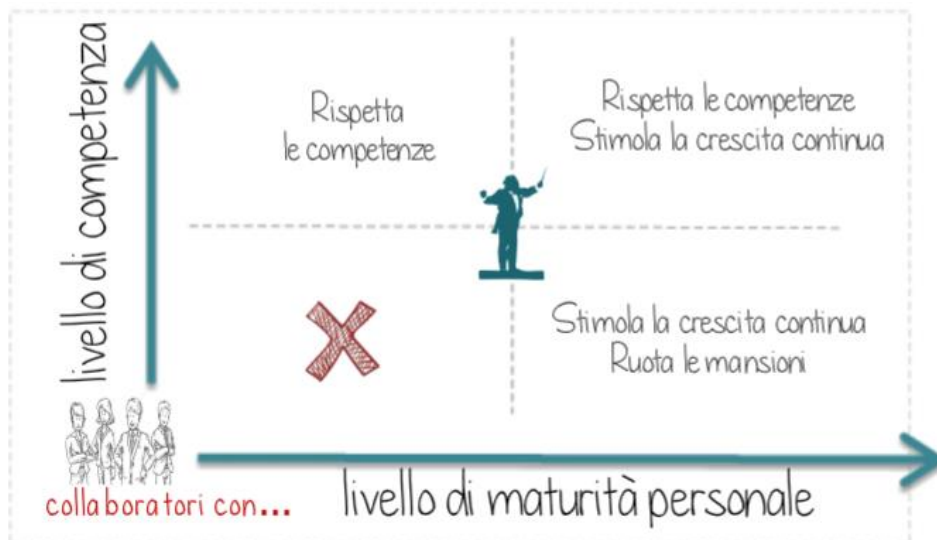 livello di competenza
Rispetta
le competenze
Rispetta le competenze
Stimola la crescita continua
Stimola la crescita continua
Ruota le mansioni
collaboratori con...
livello di maturità personale